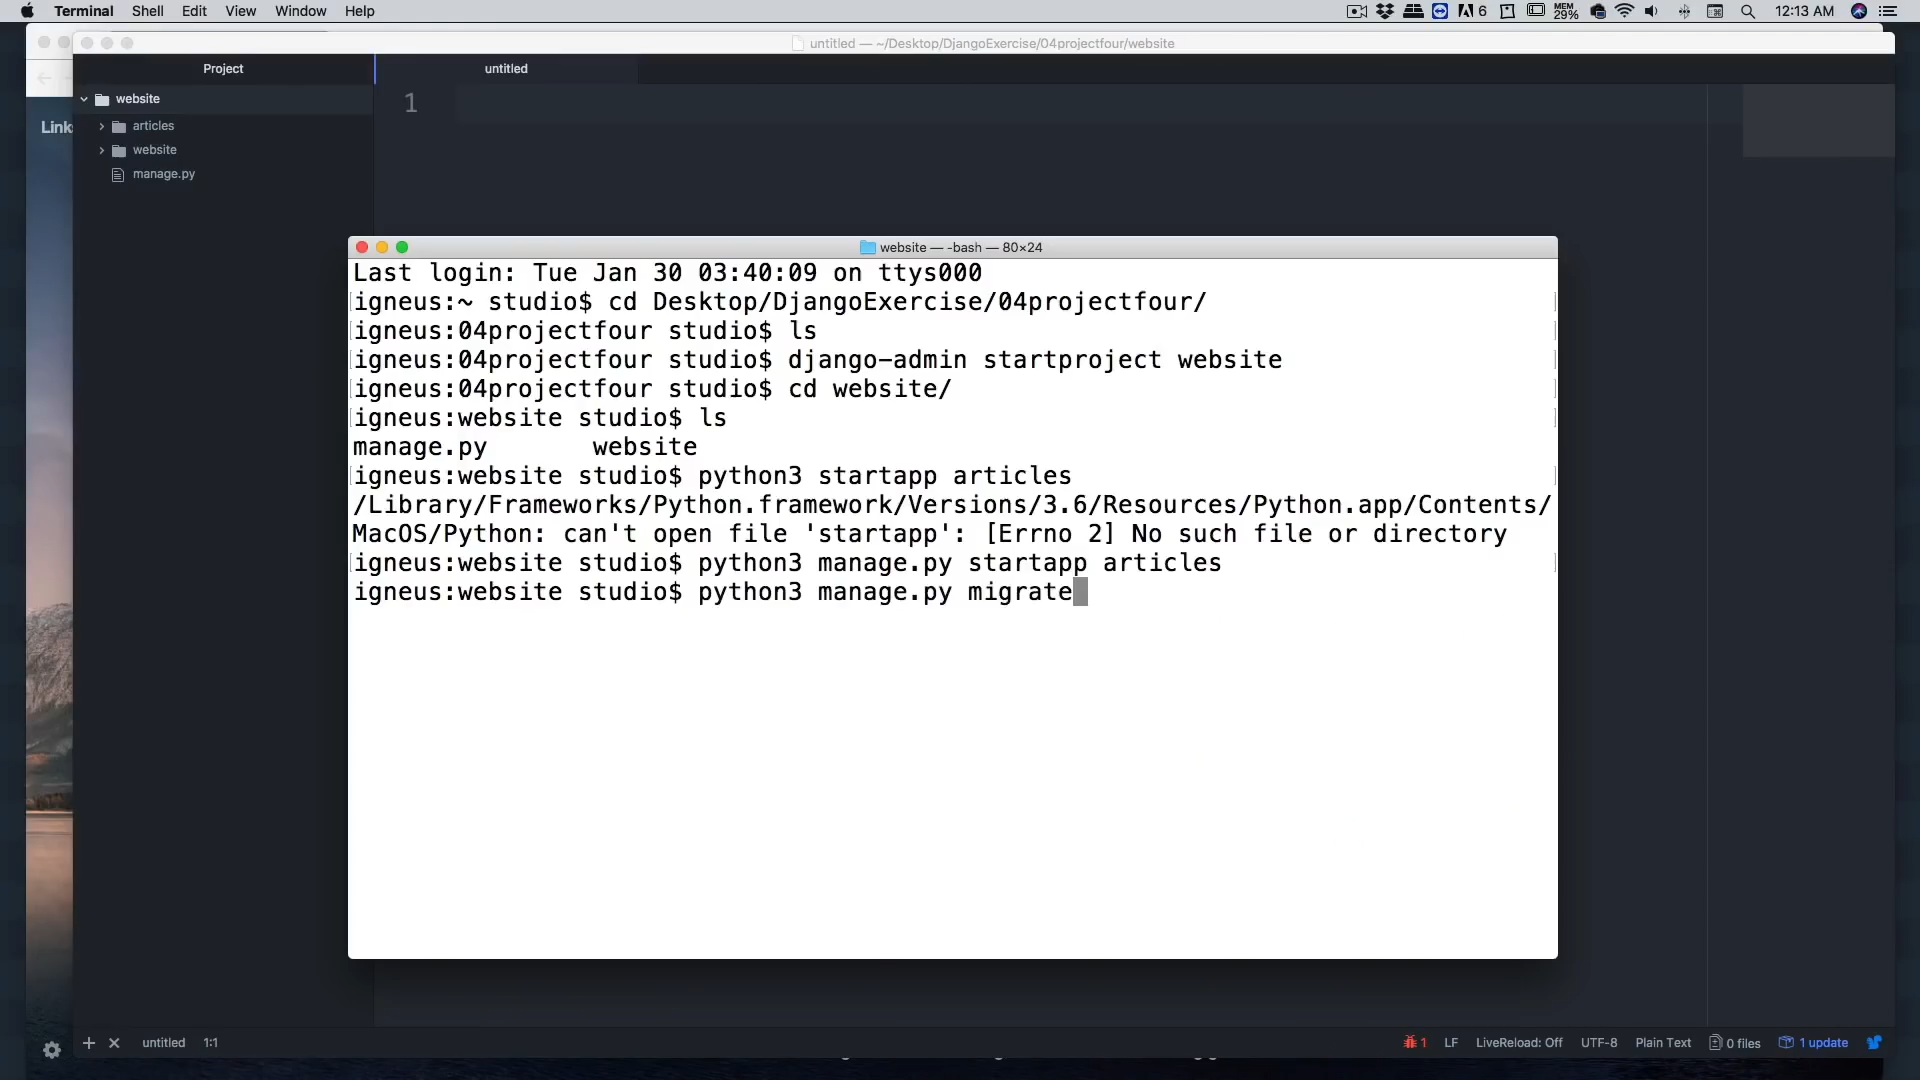 Terminal Shell Edit View Window Help
6 MEM 29% 12:13 AM
untitled — ~/Desktop/DjangoExercise/04projectfour/website
Project
untitled
website
1
articles
website
manage.py
website — -bash — 80×24
Last login: Tue Jan 30 03:40:09 on ttys000
igneus:~ studio$ cd Desktop/DjangoExercise/04projectfour/
igneus:04projectfour studio$ ls
igneus:04projectfour studio$ django-admin startproject website
igneus:04projectfour studio$ cd website/
igneus:website studio$ ls
manage.py website
igneus:website studio$ python3 startapp articles
/Library/Frameworks/Python.framework/Versions/3.6/Resources/Python.app/Contents/
MacOS/Python: can't open file 'startapp': [Errno 2] No such file or directory
igneus:website studio$ python3 manage.py startapp articles
igneus:website studio$ python3 manage.py migrate
untitled 1:1
1 LF LiveReload: Off UTF-8 Plain Text 0 files 1 update